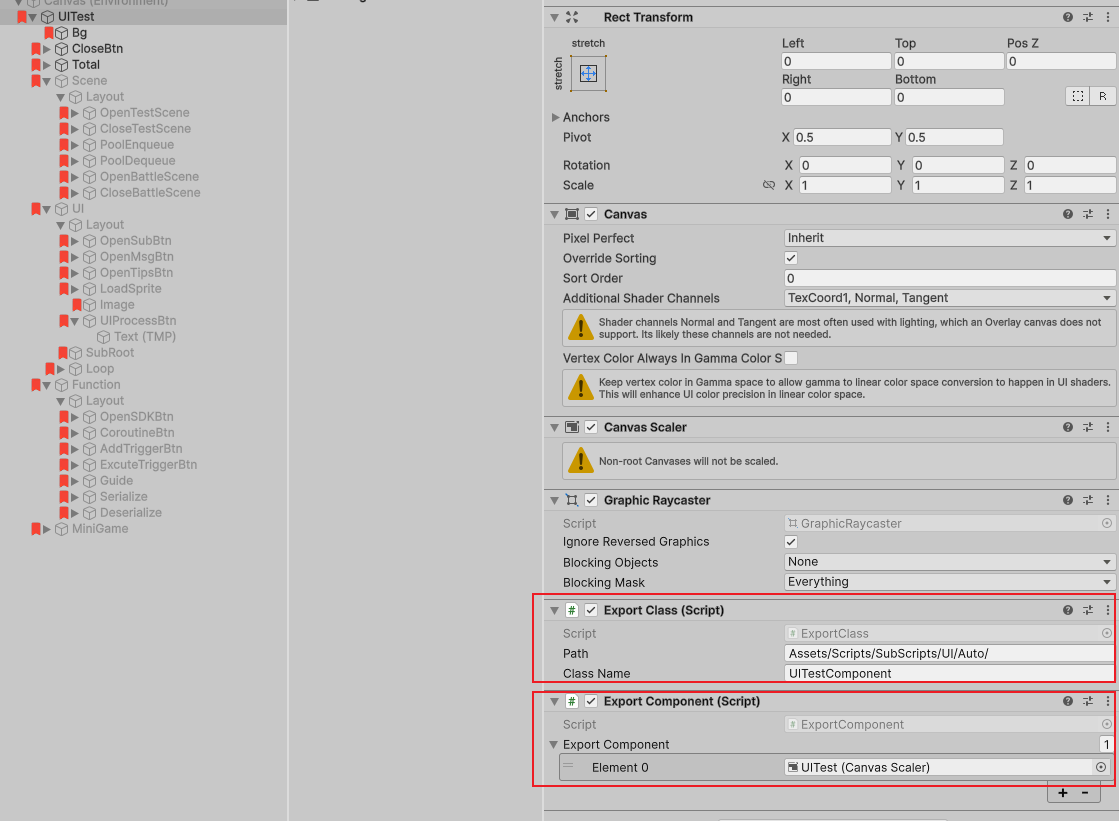 Canvas (Environment)
UITest
Bg
CloseBtn
Total
Scene
Layout
OpenTestScene
CloseTestScene
PoolEnqueue
PoolDequeue
OpenBattleScene
CloseBattleScene
UI
Layout
OpenSubBtn
OpenMsgBtn
OpenTipsBtn
LoadSprite
Image
UIProcessBtn
Text (TMP)
SubRoot
Loop
Function
Layout
OpenSDKBtn
CoroutineBtn
AddTriggerBtn
ExcuteTriggerBtn
Guide
Serialize
Deserialize
MiniGame
Rect Transform
stretch
stretch
Left Top Pos Z
0 0 0
Right Bottom
0 0
R
Anchors
Pivot X 0.5 Y 0.5
Rotation X 0 Y 0 Z 0
Scale X 1 Y 1 Z 1
Canvas
Pixel Perfect Inherit
Override Sorting
Sort Order 0
Additional Shader Channels TexCoord1, Normal, Tangent
Shader channels Normal and Tangent are most often used with lighting, which an Overlay canvas does not
support. Its likely these channels are not needed.
Vertex Color Always In Gamma Color S
Keep vertex color in Gamma space to allow gamma to linear color space conversion to happen in UI shaders.
This will enhance UI color precision in linear color space.
Canvas Scaler
Non-root Canvases will not be scaled.
Graphic Raycaster
Script GraphicRaycaster
Ignore Reversed Graphics
Blocking Objects None
Blocking Mask Everything
# Export Class (Script)
Script # ExportClass
Path Assets/Scripts/SubScripts/UI/Auto/
Class Name UITestComponent
# Export Component (Script)
Script # ExportComponent
Export Component 1
Element 0 UITest (Canvas Scaler)
+ −